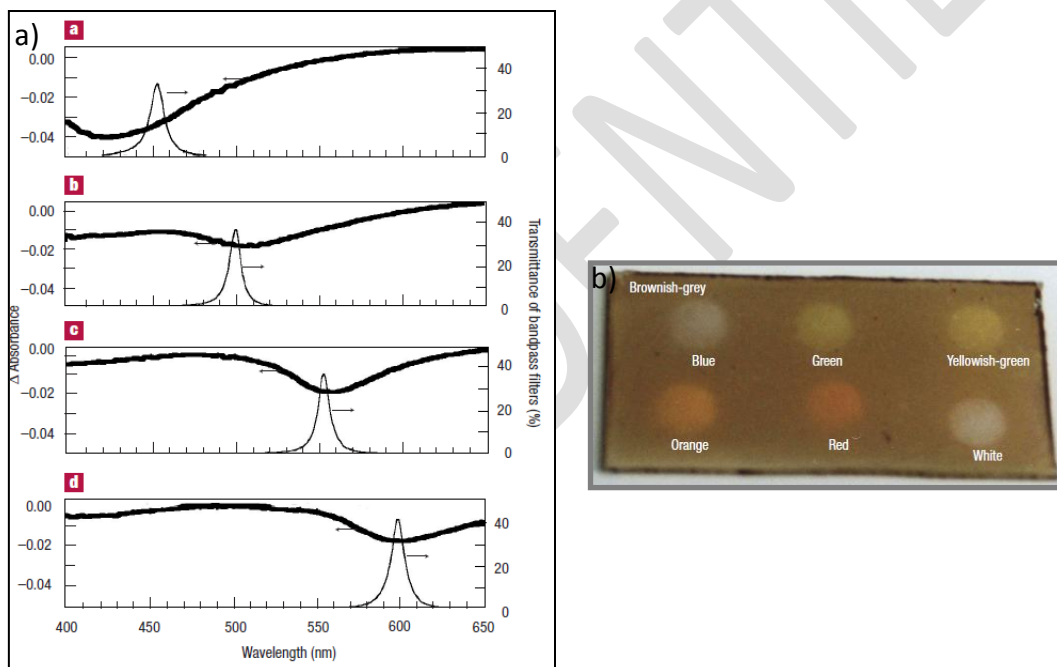 a)
a
0.00
−0.02
−0.04
40
20
0
b
0.00
−0.02
−0.04
40
20
0
c
0.00
−0.02
−0.04
40
20
0
d
0.00
−0.02
−0.04
40
20
0
400 450 500 550 600 650
Wavelength (nm)
Δ Absorbance
Transmittance of bandpass filters (%)
b)
Brownish-grey
Blue Green Yellowish-green
Orange Red White